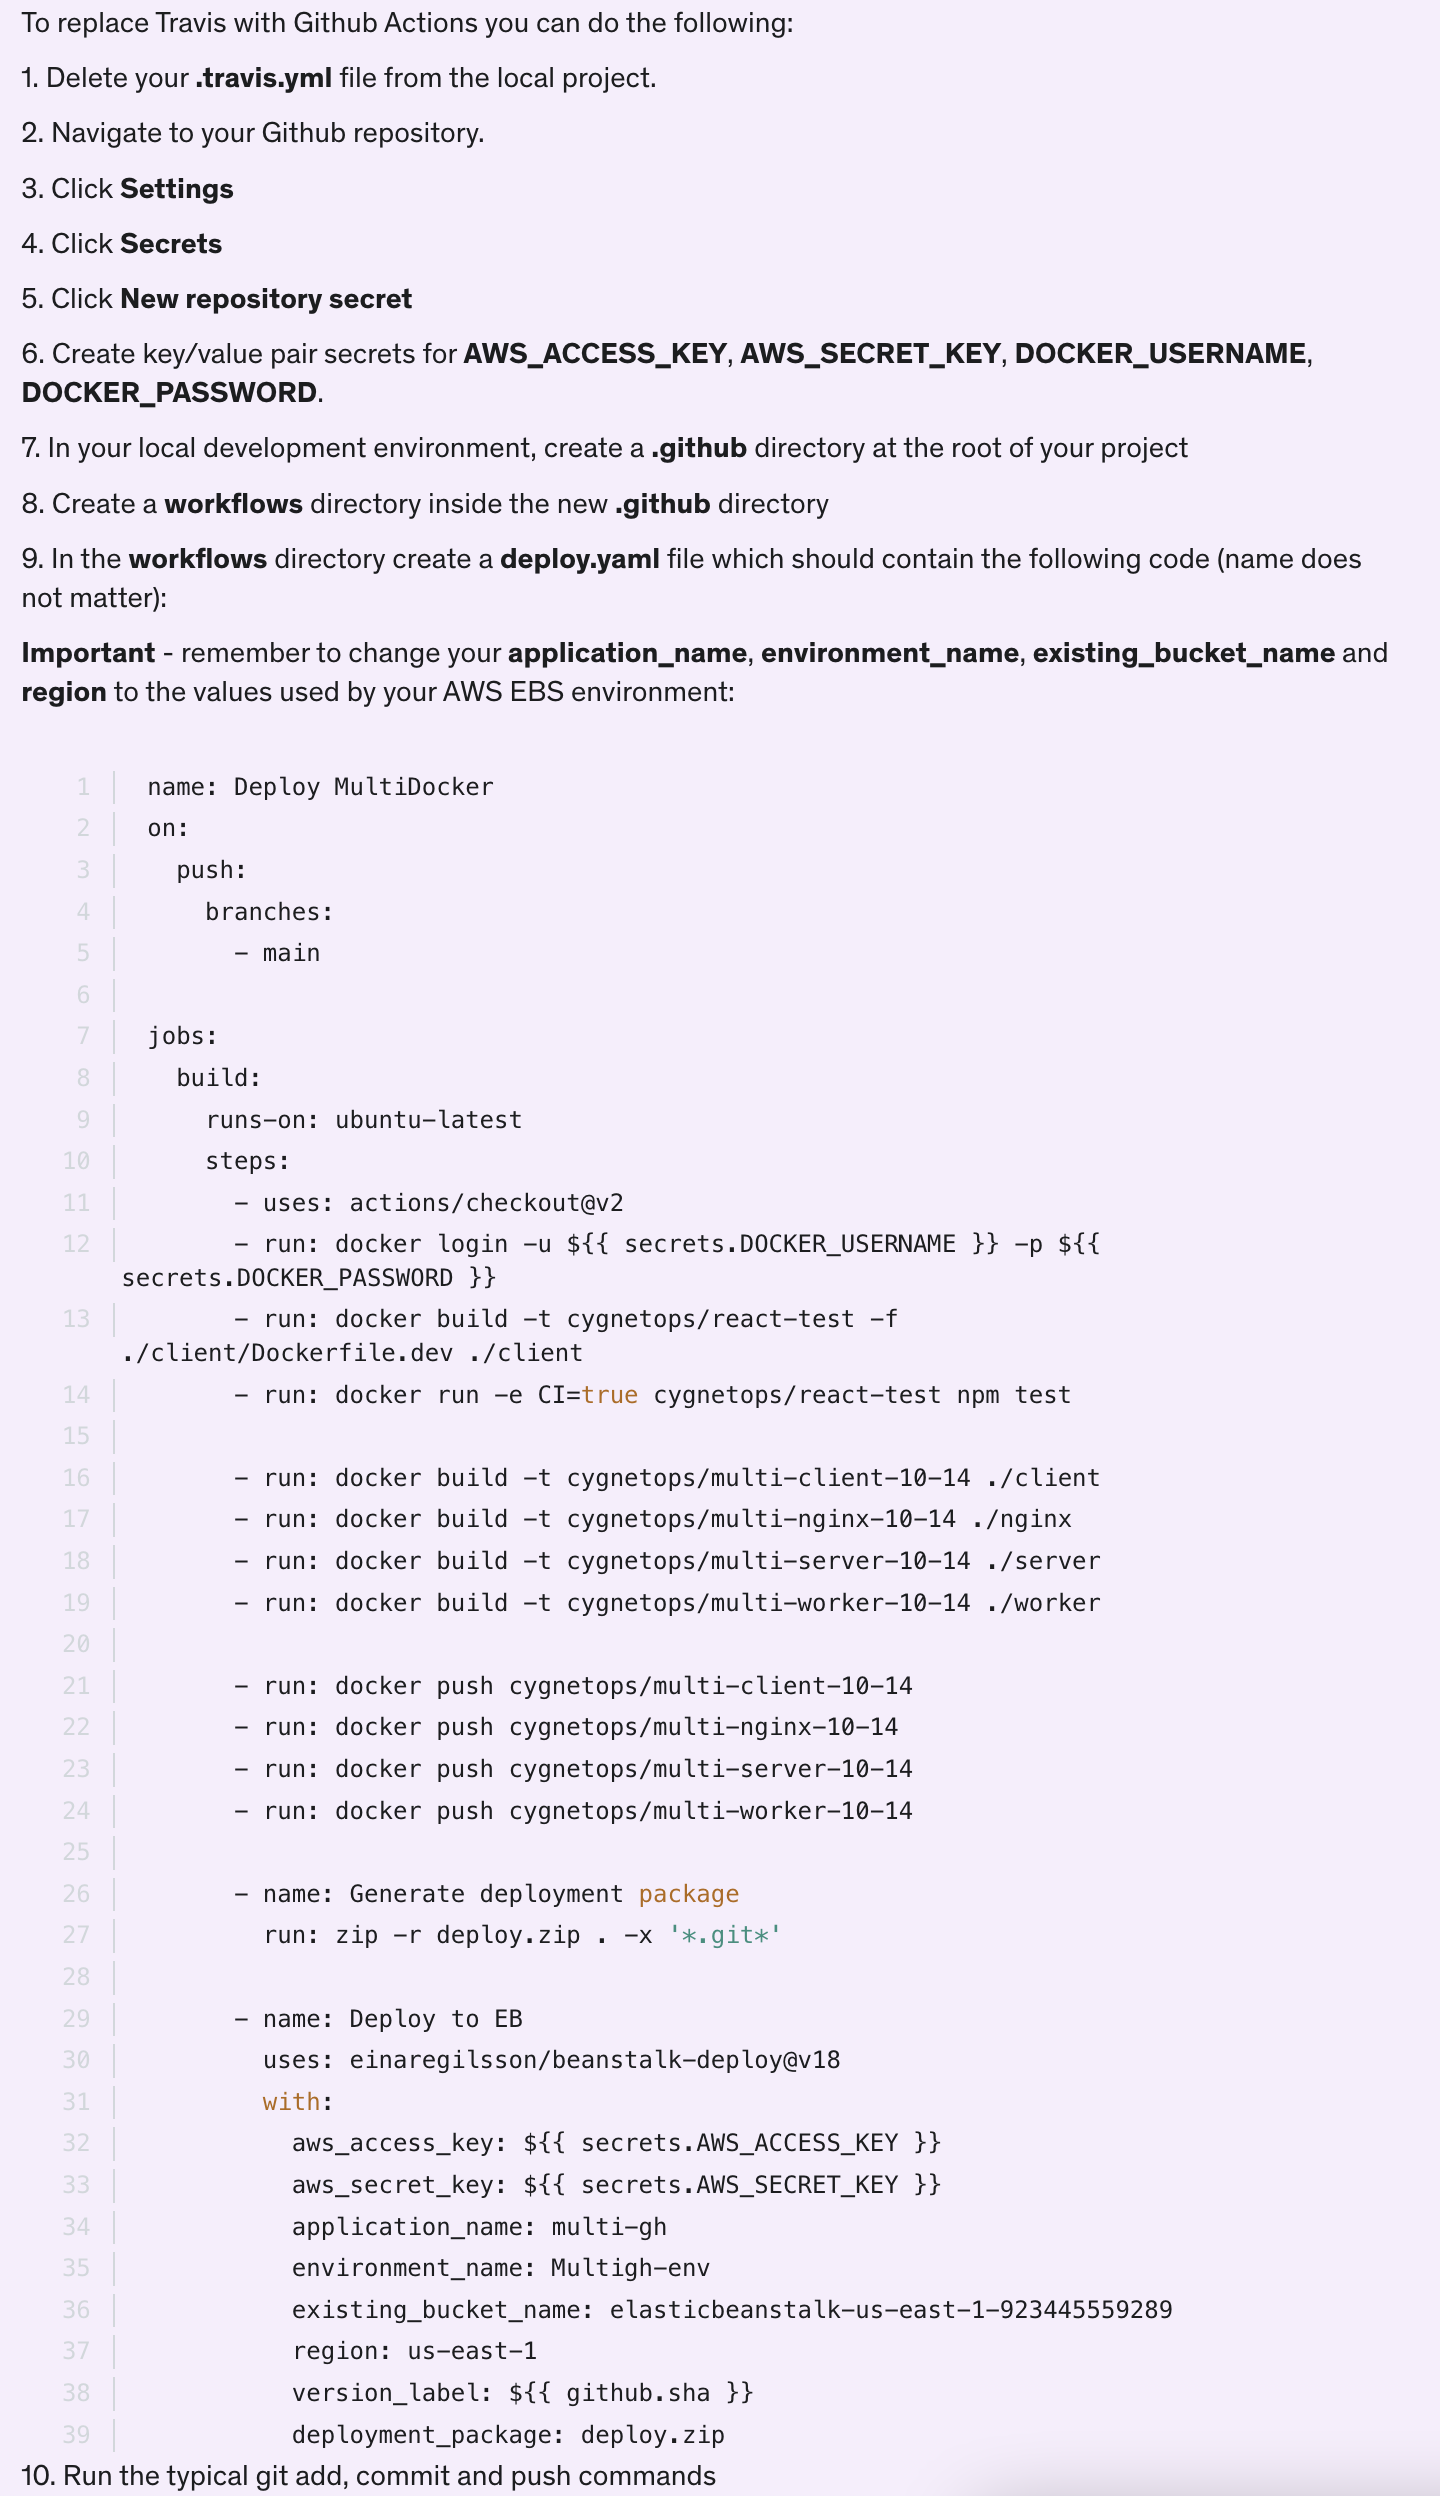 To replace Travis with Github Actions you can do the following:
1. Delete your .travis.yml file from the local project.
2. Navigate to your Github repository.
3. Click Settings
4. Click Secrets
5. Click New repository secret
6. Create key/value pair secrets for AWS_ACCESS_KEY, AWS_SECRET_KEY, DOCKER_USERNAME,
DOCKER_PASSWORD.
7. In your local development environment, create a .github directory at the root of your project
8. Create a workflows directory inside the new .github directory
9. In the workflows directory create a deploy.yaml file which should contain the following code (name does
not matter):
Important - remember to change your application_name, environment_name, existing_bucket_name and
region to the values used by your AWS EBS environment:
1 name: Deploy MultiDocker
2 on:
3   push:
4     branches:
5       - main
6
7 jobs:
8   build:
9     runs-on: ubuntu-latest
10     steps:
11       - uses: actions/checkout@v2
12       - run: docker login -u ${{ secrets.DOCKER_USERNAME }} -p ${{
secrets.DOCKER_PASSWORD }}
13       - run: docker build -t cygnetops/react-test -f
./client/Dockerfile.dev ./client
14       - run: docker run -e CI=true cygnetops/react-test npm test
15
16       - run: docker build -t cygnetops/multi-client-10-14 ./client
17       - run: docker build -t cygnetops/multi-nginx-10-14 ./nginx
18       - run: docker build -t cygnetops/multi-server-10-14 ./server
19       - run: docker build -t cygnetops/multi-worker-10-14 ./worker
20
21       - run: docker push cygnetops/multi-client-10-14
22       - run: docker push cygnetops/multi-nginx-10-14
23       - run: docker push cygnetops/multi-server-10-14
24       - run: docker push cygnetops/multi-worker-10-14
25
26       - name: Generate deployment package
27         run: zip -r deploy.zip . -x '*.git*'
28
29       - name: Deploy to EB
30         uses: einaregilsson/beanstalk-deploy@v18
31         with:
32           aws_access_key: ${{ secrets.AWS_ACCESS_KEY }}
33           aws_secret_key: ${{ secrets.AWS_SECRET_KEY }}
34           application_name: multi-gh
35           environment_name: Multigh-env
36           existing_bucket_name: elasticbeanstalk-us-east-1-923445559289
37           region: us-east-1
38           version_label: ${{ github.sha }}
39           deployment_package: deploy.zip
10. Run the typical git add, commit and push commands